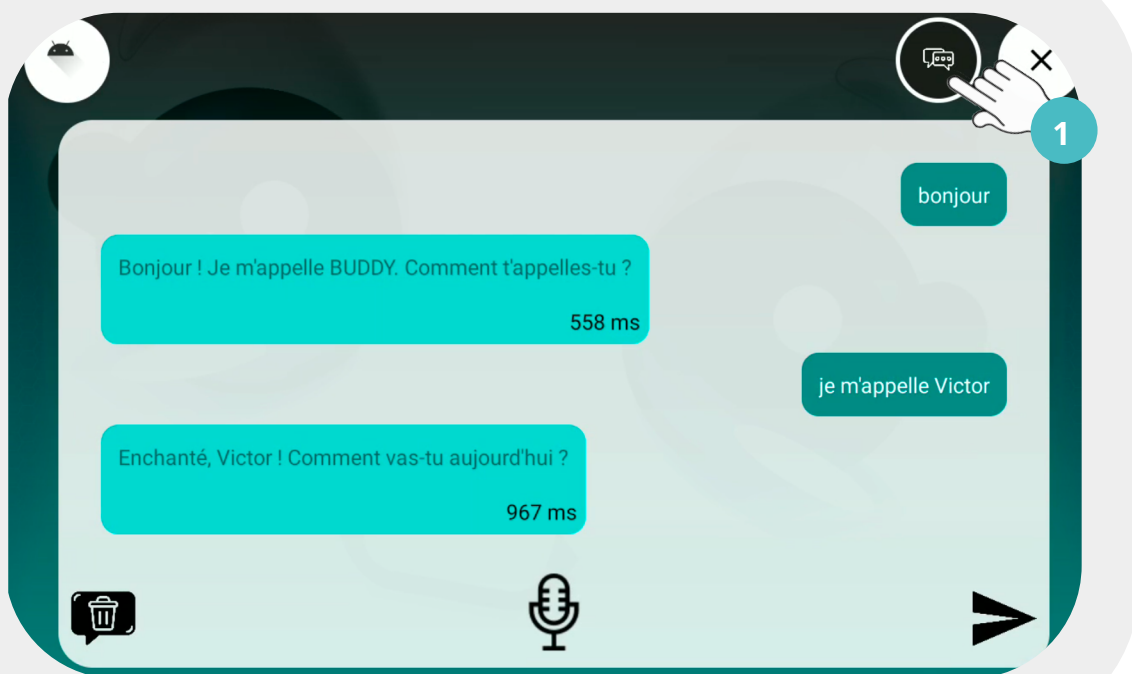 1
bonjour
Bonjour ! Je m'appelle BUDDY. Comment t'appelles-tu ?
558 ms
je m'appelle Victor
Enchanté, Victor ! Comment vas-tu aujourd'hui ?
967 ms